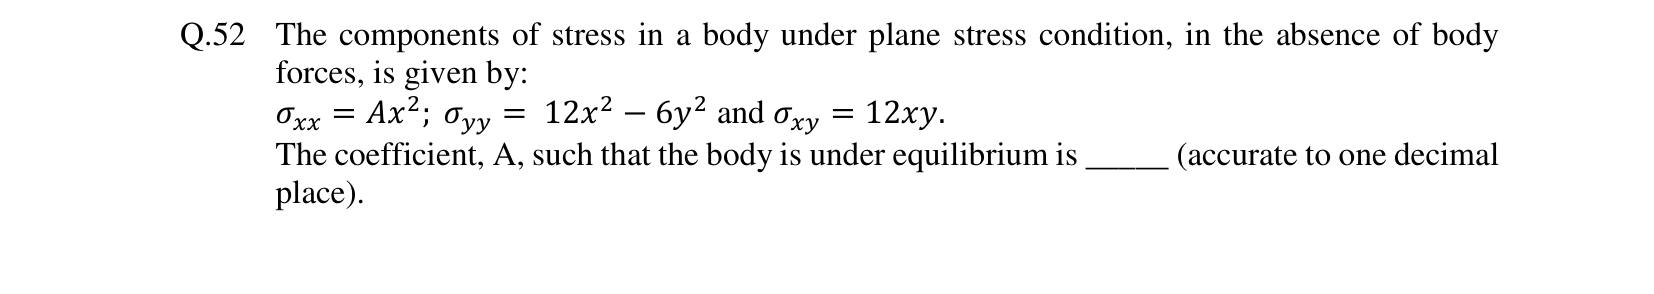 Q.52 The components of stress in a body under plane stress condition, in the absence of body
forces, is given by:
σₓₓ = Ax²; σ_yy = 12x² − 6y² and σ_xy = 12xy.
The coefficient, A, such that the body is under equilibrium is _____ (accurate to one decimal
place).